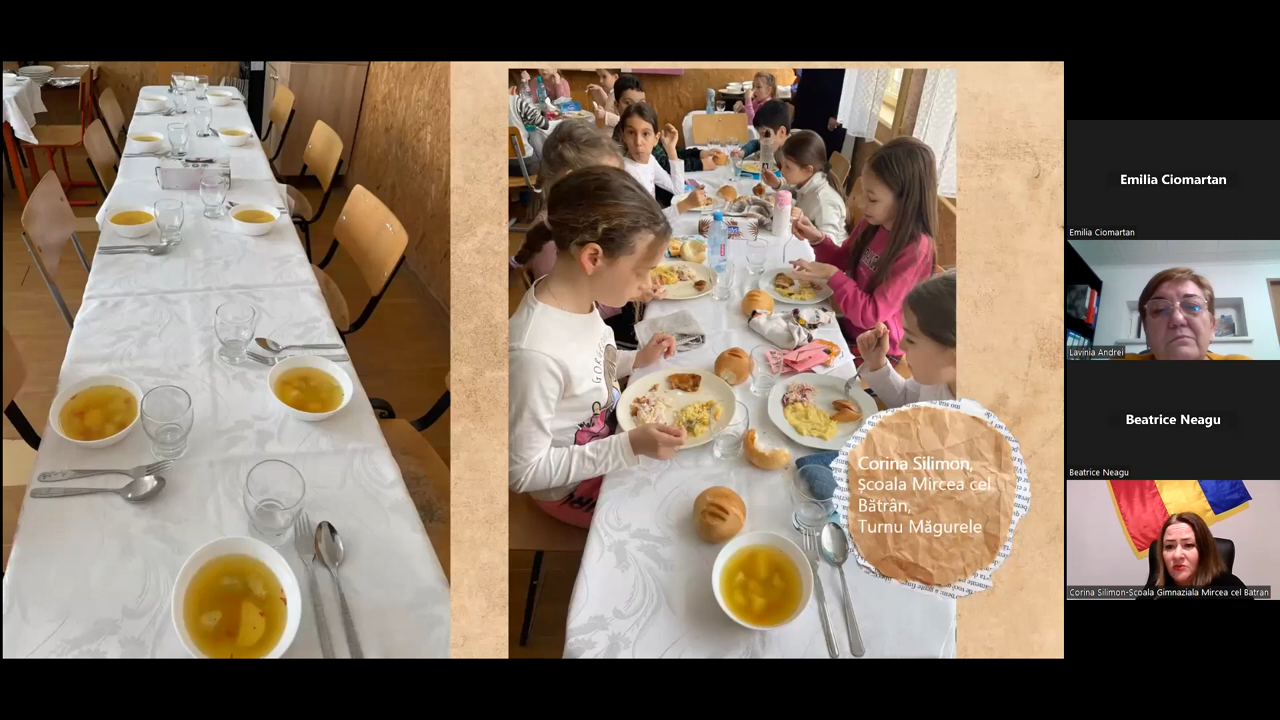 Corina Silimon,
Școala Mircea cel
Bătrân,
Turnu Măgurele
Emilia Ciomartan
Emilia Ciomartan
Lavinia Andrei
Beatrice Neagu
Beatrice Neagu
Corina Silimon-Scoala Gimnaziala Mircea cel Batran